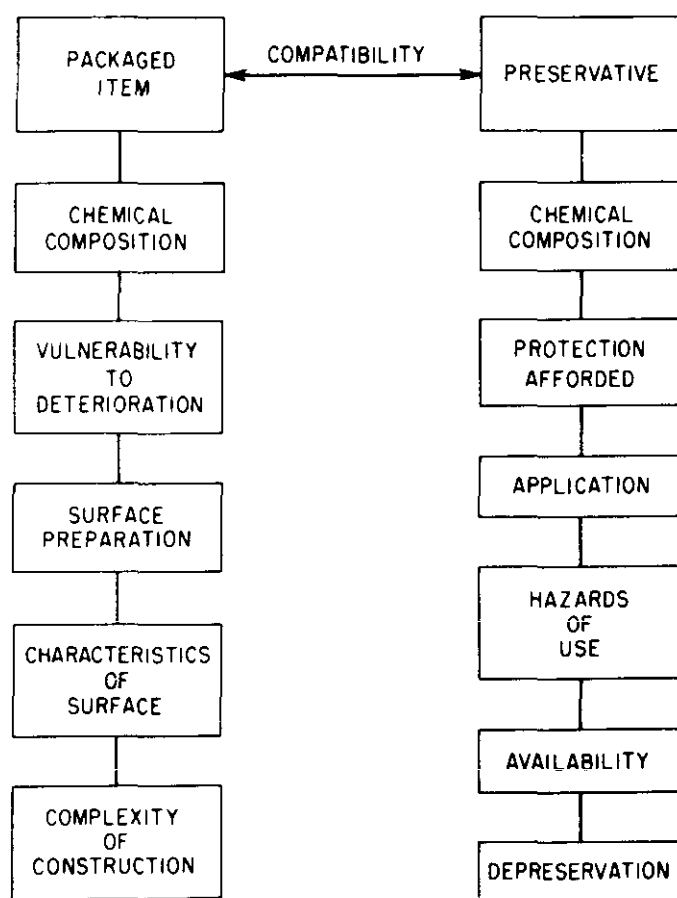 PACKAGED
ITEM
COMPATIBILITY
PRESERVATIVE
CHEMICAL
COMPOSITION
VULNERABILITY
TO
DETERIORATION
SURFACE
PREPARATION
CHARACTERISTICS
OF
SURFACE
COMPLEXITY
OF
CONSTRUCTION
CHEMICAL
COMPOSITION
PROTECTION
AFFORDED
APPLICATION
HAZARDS
OF
USE
AVAILABILITY
DEPRESERVATION